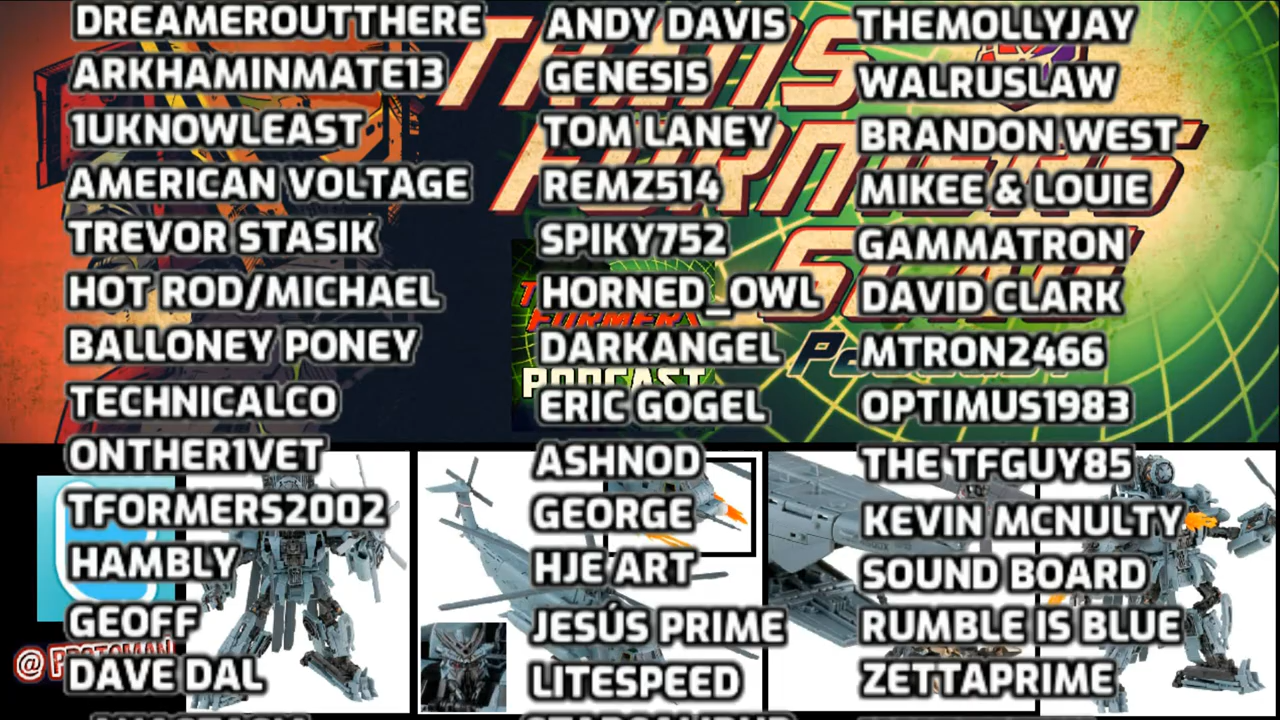 DREAMEROUTTHERE
ARKHAMINMATE13
1UKNOWLEAST
AMERICAN VOLTAGE
TREVOR STASIK
HOT ROD/MICHAEL
BALLONEY PONEY
TECHNICALCO
ONTHER1VET
TFORMERS2002
HAMBLY
GEOFF
DAVE DAL
ANDY DAVIS
GENESIS
TOM LANEY
REMZ514
SPIKY752
HORNED_OWL
DARKANGEL
ERIC GOGEL
ASHNOD
GEORGE
HJE ART
JESÚS PRIME
LITESPEED
THEMOLLYJAY
WALRUSLAW
BRANDON WEST
MIKEE & LOUIE
GAMMATRON
DAVID CLARK
MTRON2466
OPTIMUS1983
THE TFGUY85
KEVIN MCNULTY
SOUND BOARD
RUMBLE IS BLUE
ZETTAPRIME
TRANS
FORMERS
PODCAST